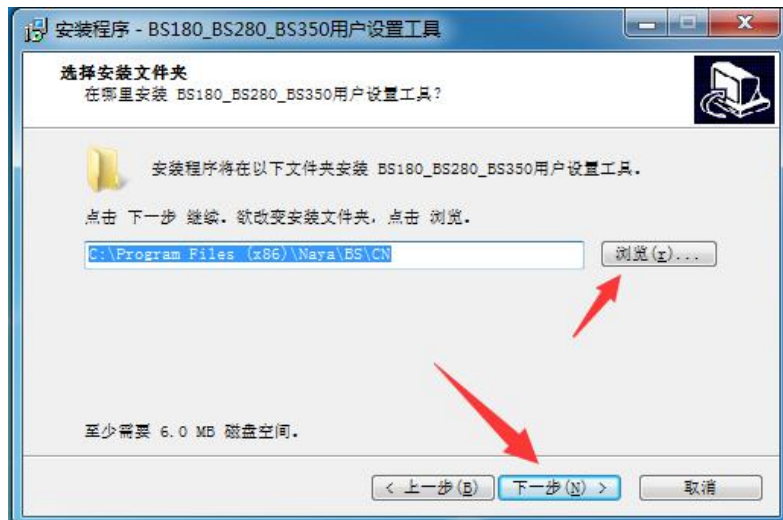 安装程序 - BS180_BS280_BS350用户设置工具
选择安装文件夹
在哪里安装 BS180_BS280_BS350用户设置工具?
安装程序将在以下文件夹安装 BS180_BS280_BS350用户设置工具.
点击 下一步 继续. 欲改变安装文件夹, 点击 浏览.
C:\Program Files (x86)\Naya\BS\CN
浏览(r)...
至少需要 6.0 MB 磁盘空间.
< 上一步(B) 下一步(N) > 取消